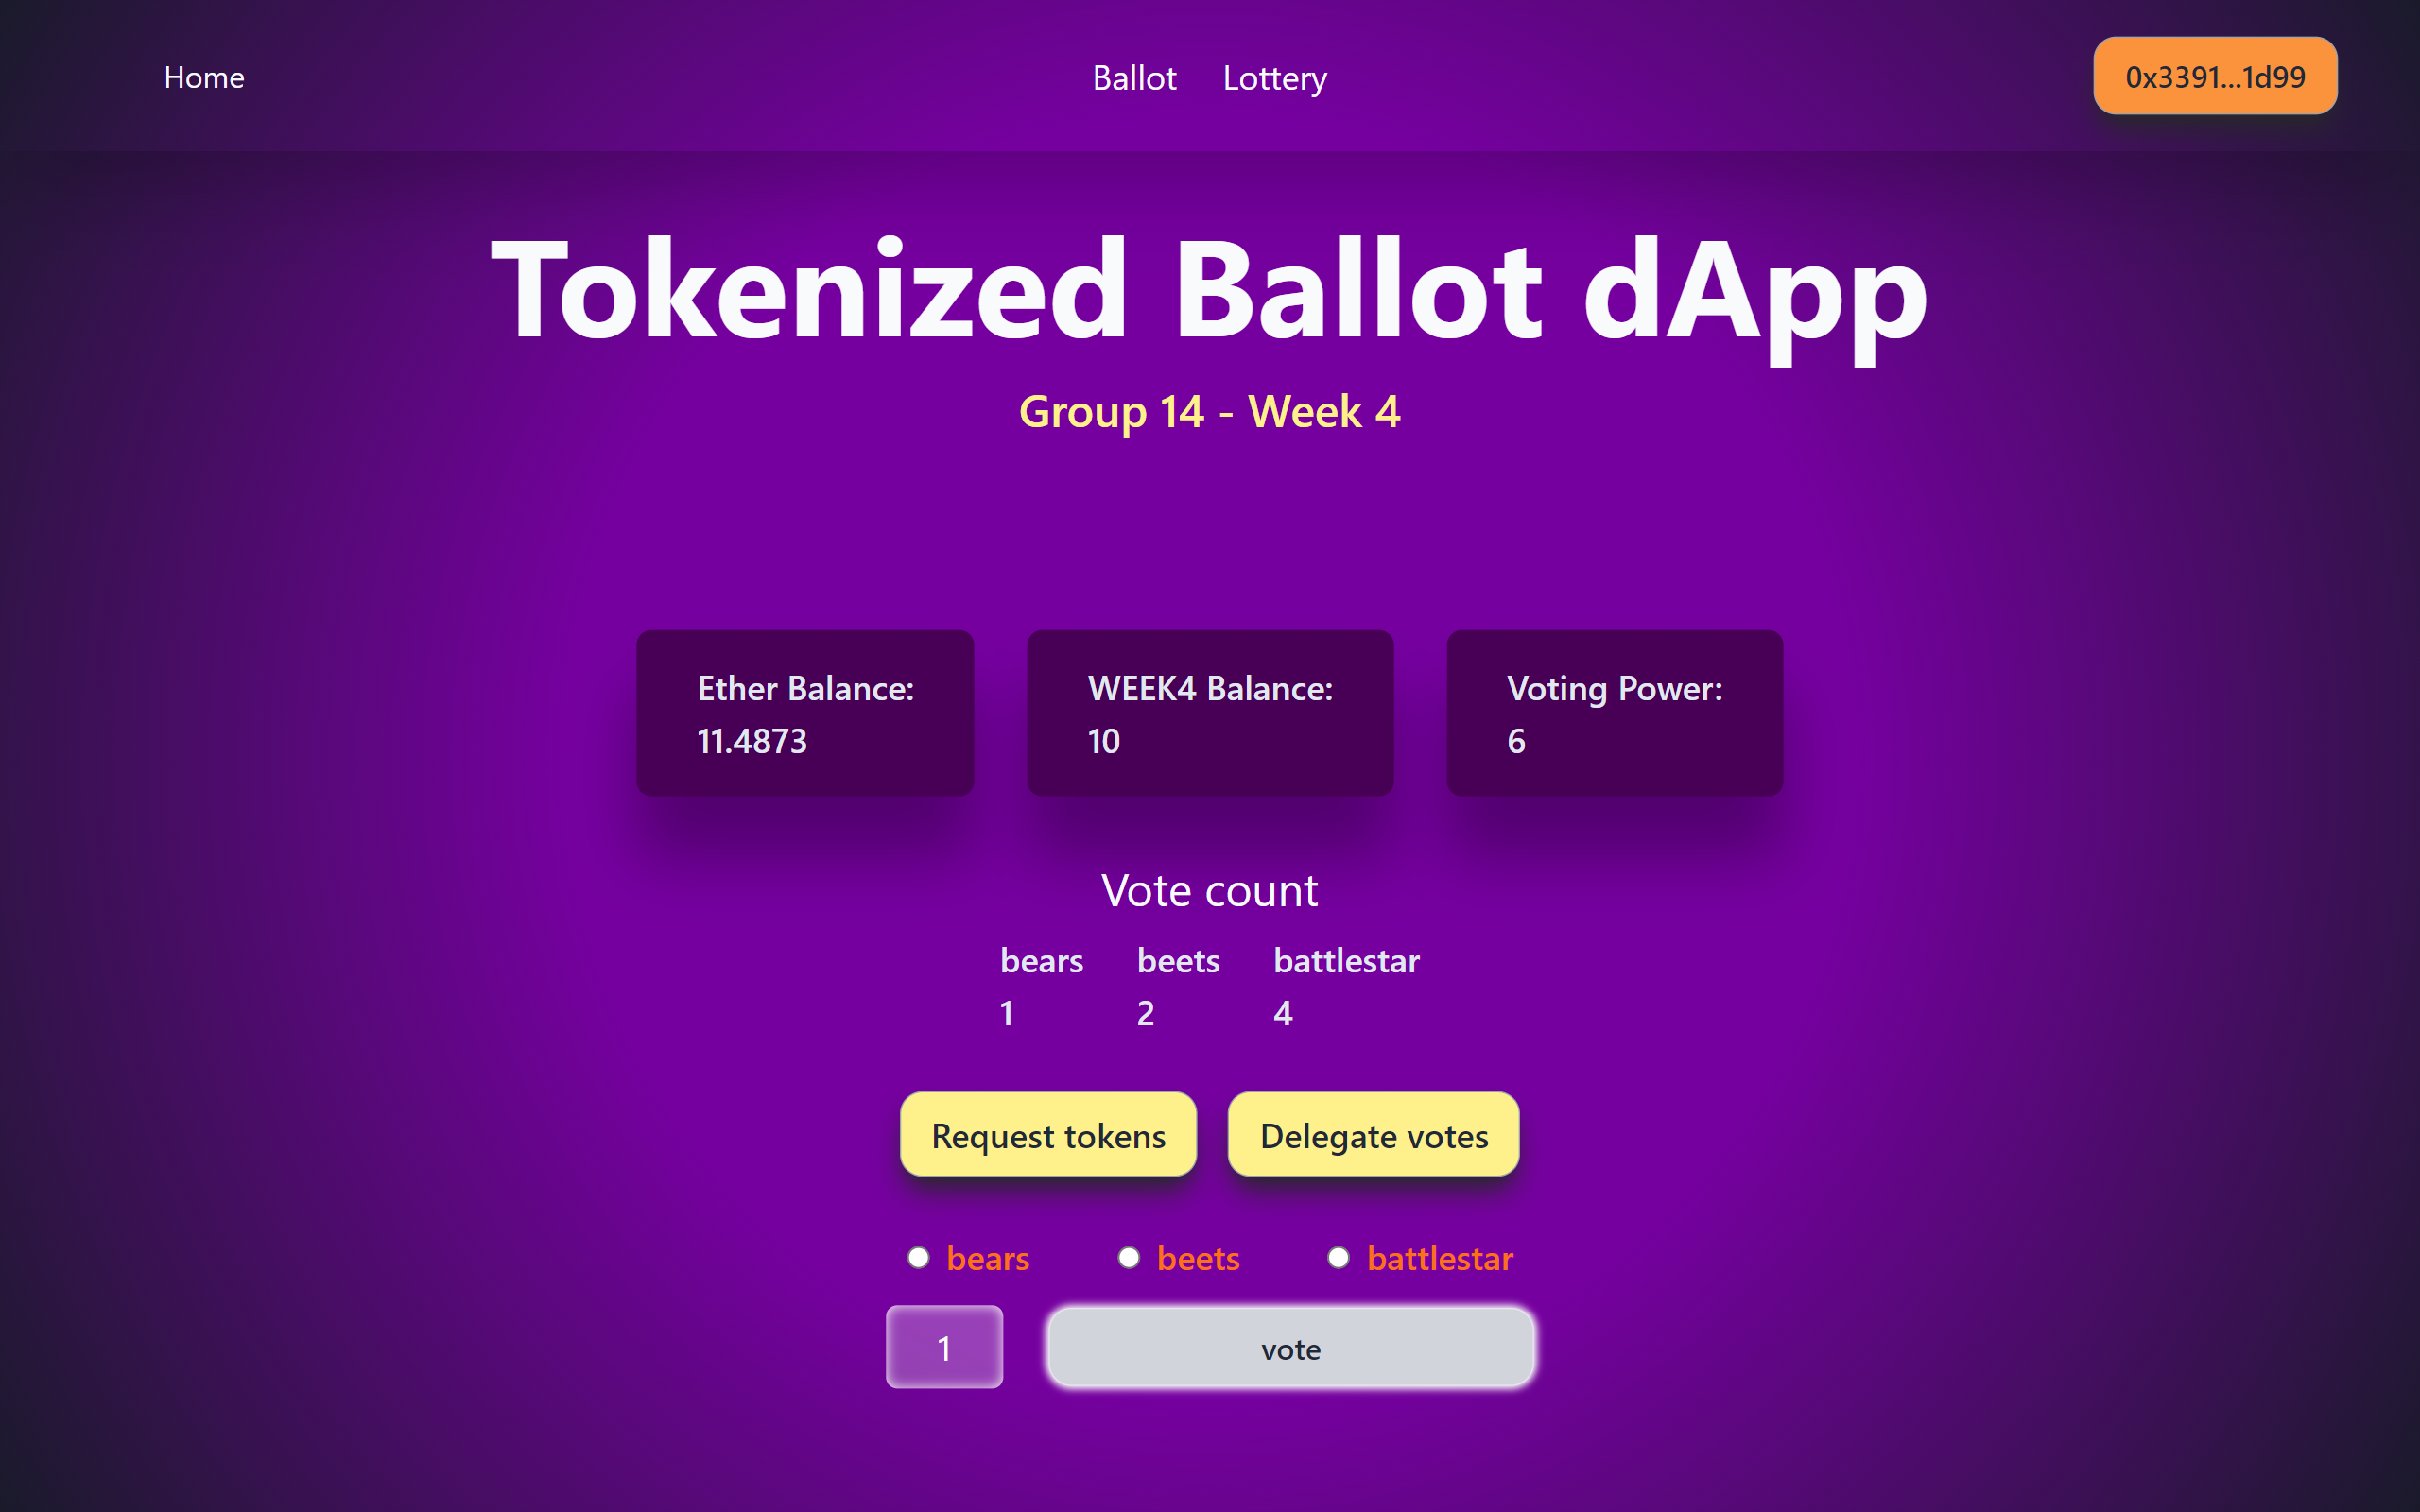 Home
Ballot Lottery
0x3391...1d99
Tokenized Ballot dApp
Group 14 - Week 4
Ether Balance:
11.4873
WEEK4 Balance:
10
Voting Power:
6
Vote count
bears beets battlestar
1 2 4
Request tokens
Delegate votes
bears beets battlestar
1
vote